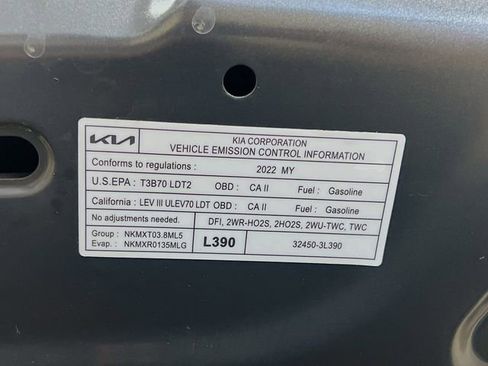 KIA
KIA CORPORATION
VEHICLE EMISSION CONTROL INFORMATION
Conforms to regulations : 2022 MY
U.S.EPA : T3B70 LDT2 OBD : CA II Fuel : Gasoline
California : LEV III ULEV70 LDT OBD : CA II Fuel : Gasoline
No adjustments needed. DFI, 2WR-HO2S, 2HO2S, 2WU-TWC, TWC
Group : NKMXT03.8ML5
Evap. : NKMXR0135MLG
L390
32450-3L390